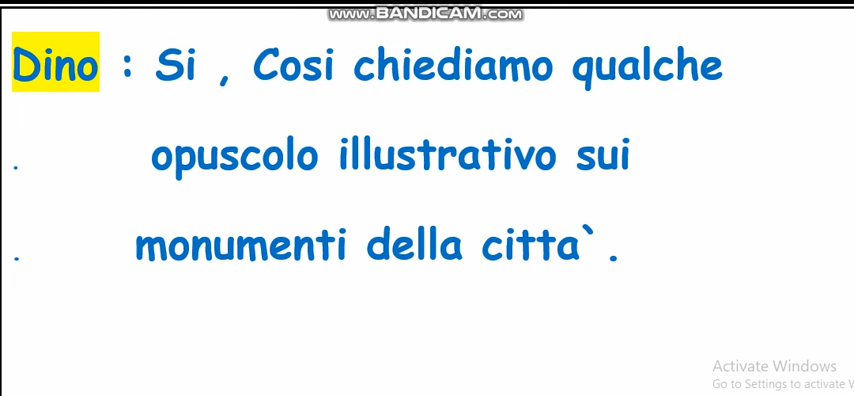 www.BANDICAM.com
Dino : Si , Cosi chiediamo qualche
. opuscolo illustrativo sui
. monumenti della citta` .
Activate Windows
Go to Settings to activate W